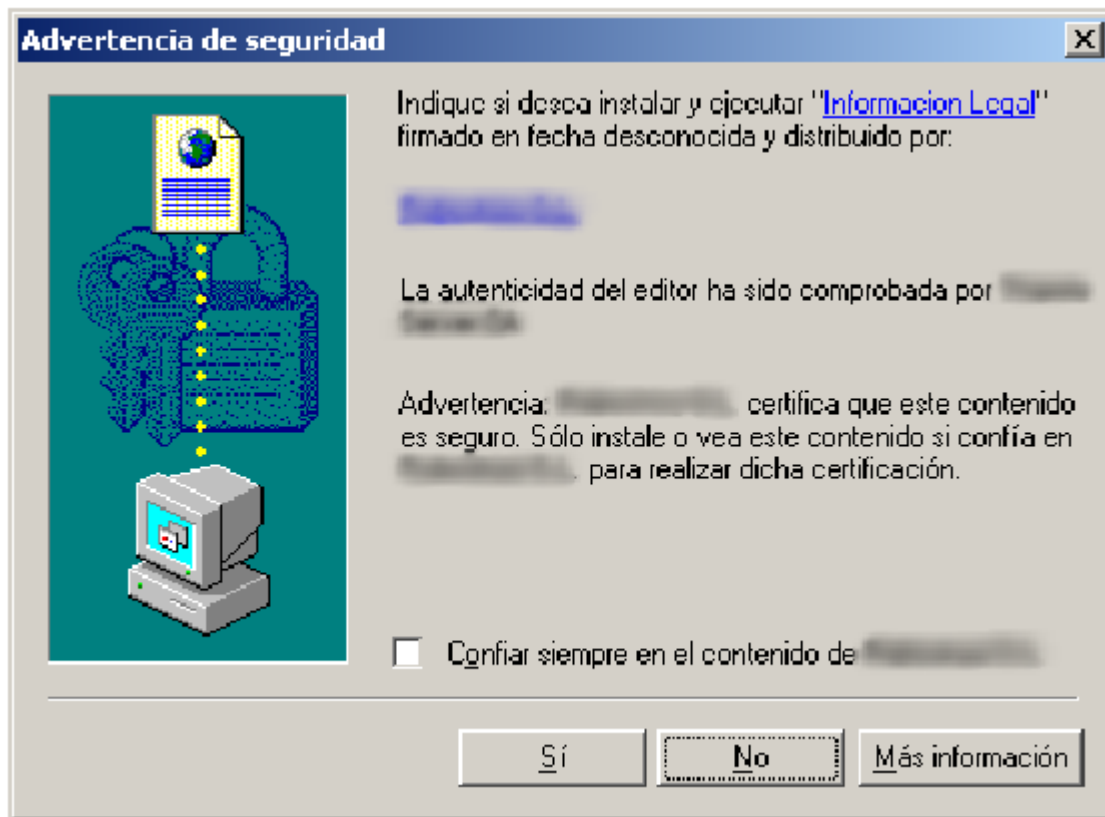 Advertencia de seguridad
Indique si desea instalar y ejecutar "Informacion Legal"
firmado en fecha desconocida y distribuido por:
La autenticidad del editor ha sido comprobada por
Advertencia: certifica que este contenido
es seguro. Sólo instale o vea este contenido si confía en
para realizar dicha certificación.
Confiar siempre en el contenido de
Sí
No
Más información